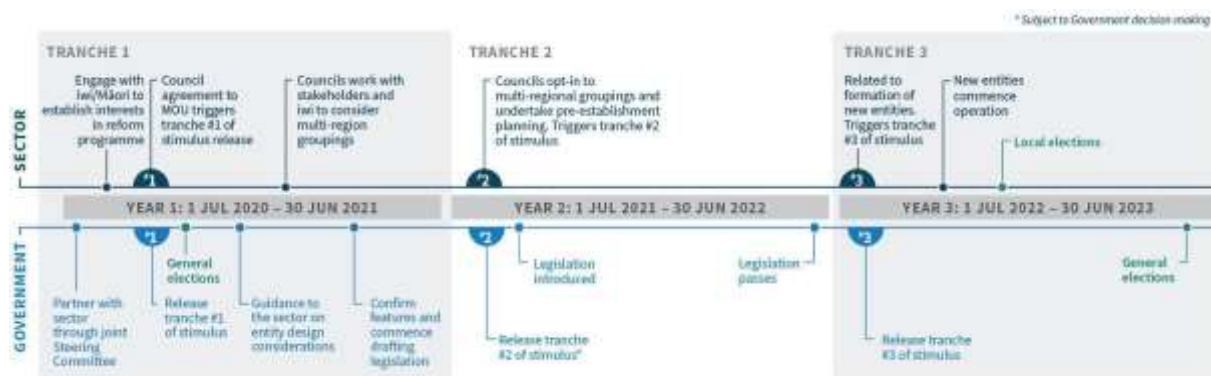 * Subject to Government decision making
TRANCHE 1
TRANCHE 2
TRANCHE 3
Engage with
iwi/Māori to
establish interests
in reform
programme
Council
agreement to
MOU triggers
tranche #1 of
stimulus release
Councils work with
stakeholders and
iwi to consider
multi-region
groupings
Councils opt-in to
multi-regional groupings and
undertake pre-establishment
planning. Triggers tranche #2
of stimulus
Related to
formation of
new entities.
Triggers tranche
#3 of stimulus
New entities
commence
operation
Local elections
SECTOR
#1
#2
#3
YEAR 1: 1 JUL 2020 – 30 JUN 2021
YEAR 2: 1 JUL 2021 – 30 JUN 2022
YEAR 3: 1 JUL 2022 – 30 JUN 2023
GOVERNMENT
#1
#2
#3
Partner with
sector
through joint
Steering
Committee
Release
tranche #1
of stimulus
General
elections
Guidance to
the sector on
entity design
considerations
Confirm
features and
commence
drafting
legislation
Release tranche
#2 of stimulus*
Legislation
introduced
Legislation
passes
Release tranche
#3 of stimulus
General
elections